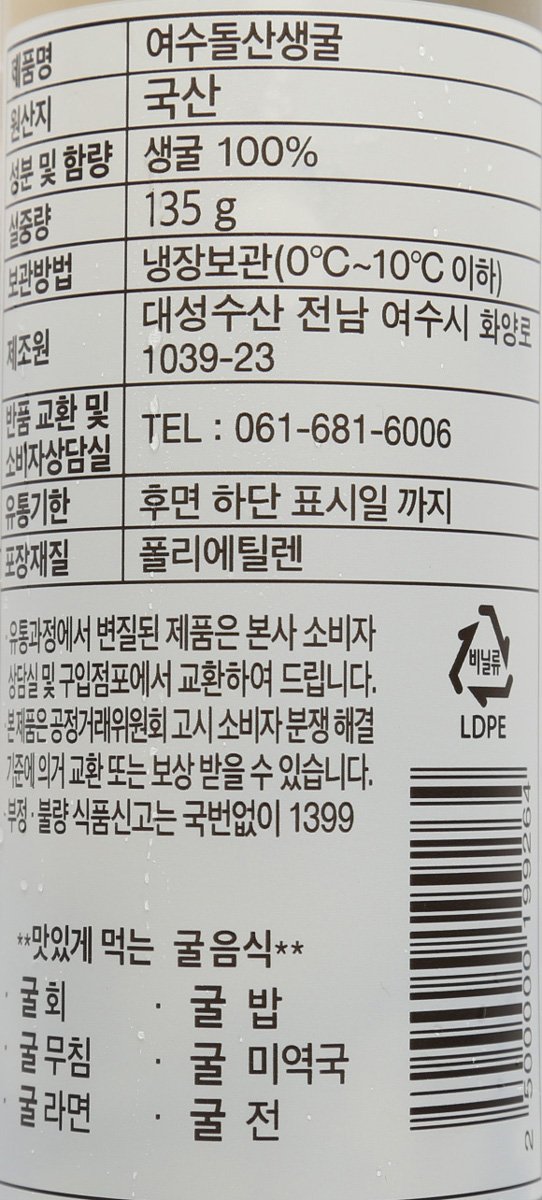 제품명 여수돌산생굴
원산지 국산
성분 및 함량 생굴 100%
실중량 135 g
보관방법 냉장보관(0℃~10℃ 이하)
제조원 대성수산 전남 여수시 화양로
1039-23
반품 교환 및
소비자상담실 TEL : 061-681-6006
유통기한 후면 하단 표시일 까지
포장재질 폴리에틸렌
·유통과정에서 변질된 제품은 본사 소비자
상담실 및 구입점포에서 교환하여 드립니다.
·본제품은 공정거래위원회 고시 소비자 분쟁 해결
기준에 의거 교환 또는 보상 받을 수 있습니다.
·부정·불량 식품신고는 국번없이 1399
비닐류
LDPE
**맛있게 먹는 굴음식**
· 굴회 · 굴 밥
· 굴무침 · 굴 미역국
· 굴라면 · 굴 전
2 500000 199264